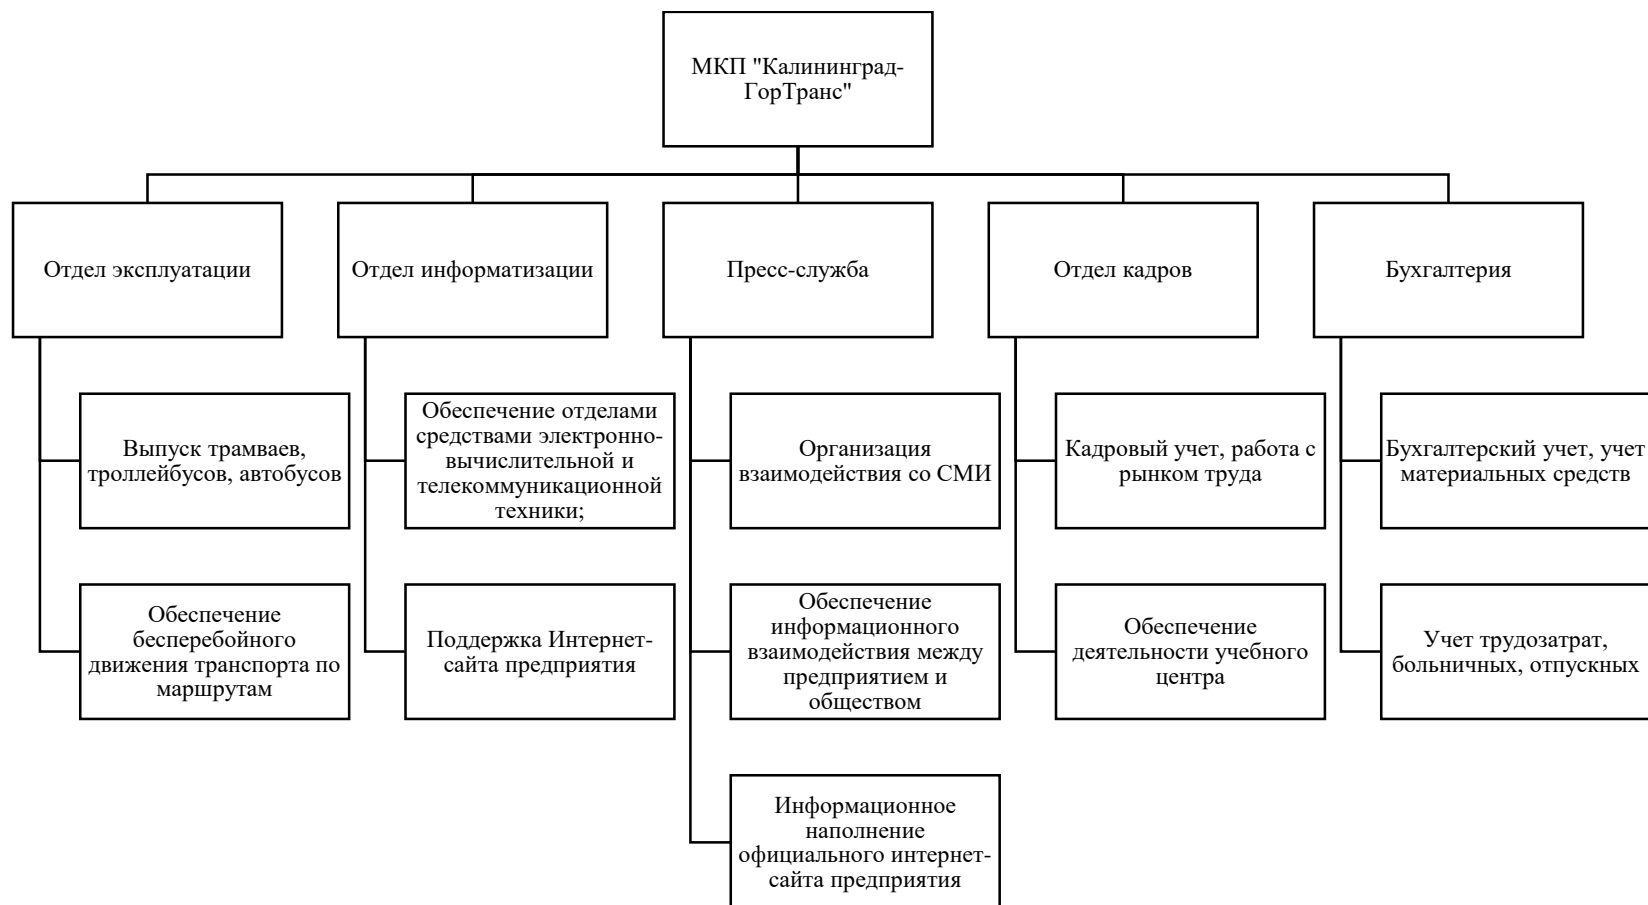 МКП "Калининград-
ГорТранс"
Отдел эксплуатации
Отдел информатизации
Пресс-служба
Отдел кадров
Бухгалтерия
Выпуск трамваев,
троллейбусов, автобусов
Обеспечение отделами
средствами электронно-
вычислительной и
телекоммуникационной
техники;
Организация
взаимодействия со СМИ
Кадровый учет, работа с
рынком труда
Бухгалтерский учет, учет
материальных средств
Обеспечение
бесперебойного
движения транспорта по
маршрутам
Поддержка Интернет-
сайта предприятия
Обеспечение
информационного
взаимодействия между
предприятием и
обществом
Обеспечение
деятельности учебного
центра
Учет трудозатрат,
больничных, отпускных
Информационное
наполнение
официального интернет-
сайта предприятия